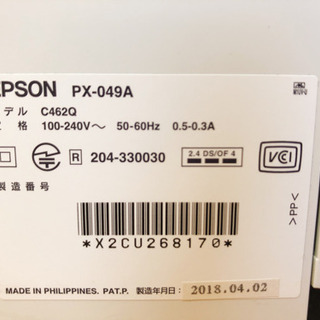 EPSON PX-049A
デル C462Q
格 100-240V～ 50-60Hz 0.5-0.3A
R 204-330030 2.4 DS/OF 4 VCI
製造番号
*X2CU268170*
>PP<
MADE IN PHILIPPINES. PAT.P. 製造年月日: 2018.04.02